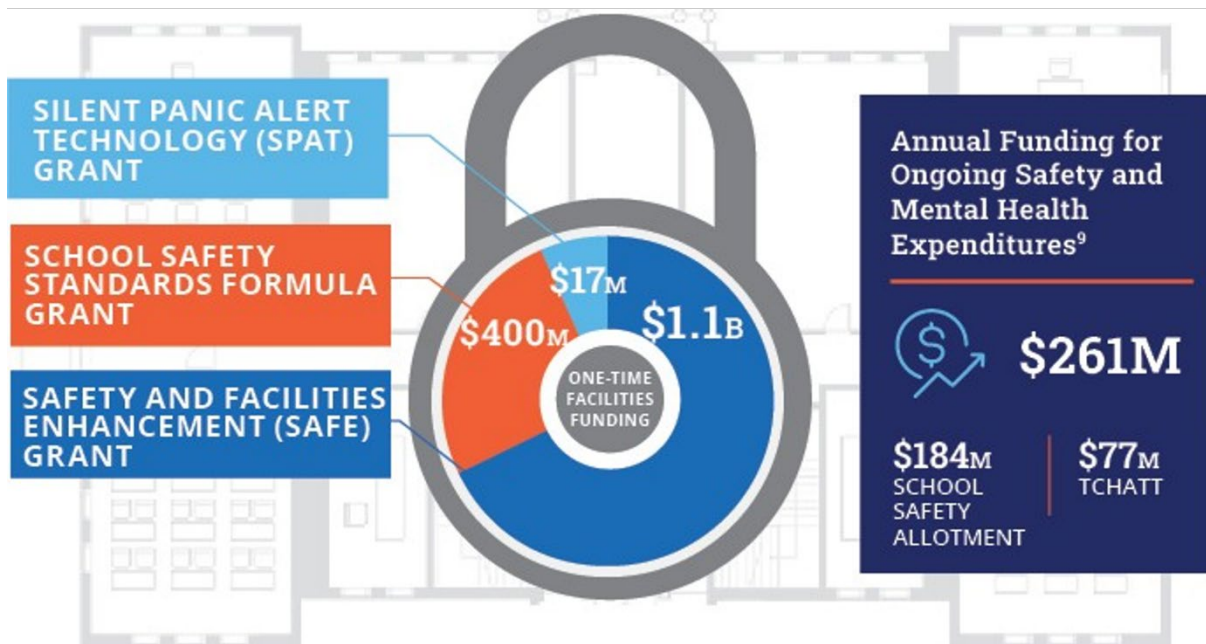 SILENT PANIC ALERT
TECHNOLOGY (SPAT)
GRANT
SCHOOL SAFETY
STANDARDS FORMULA
GRANT
SAFETY AND FACILITIES
ENHANCEMENT (SAFE)
GRANT
$17M
$400M
$1.1B
ONE-TIME
FACILITIES
FUNDING
Annual Funding for
Ongoing Safety and
Mental Health
Expenditures⁹
$
$261M
$184M
SCHOOL
SAFETY
ALLOTMENT
$77M
TCHATT